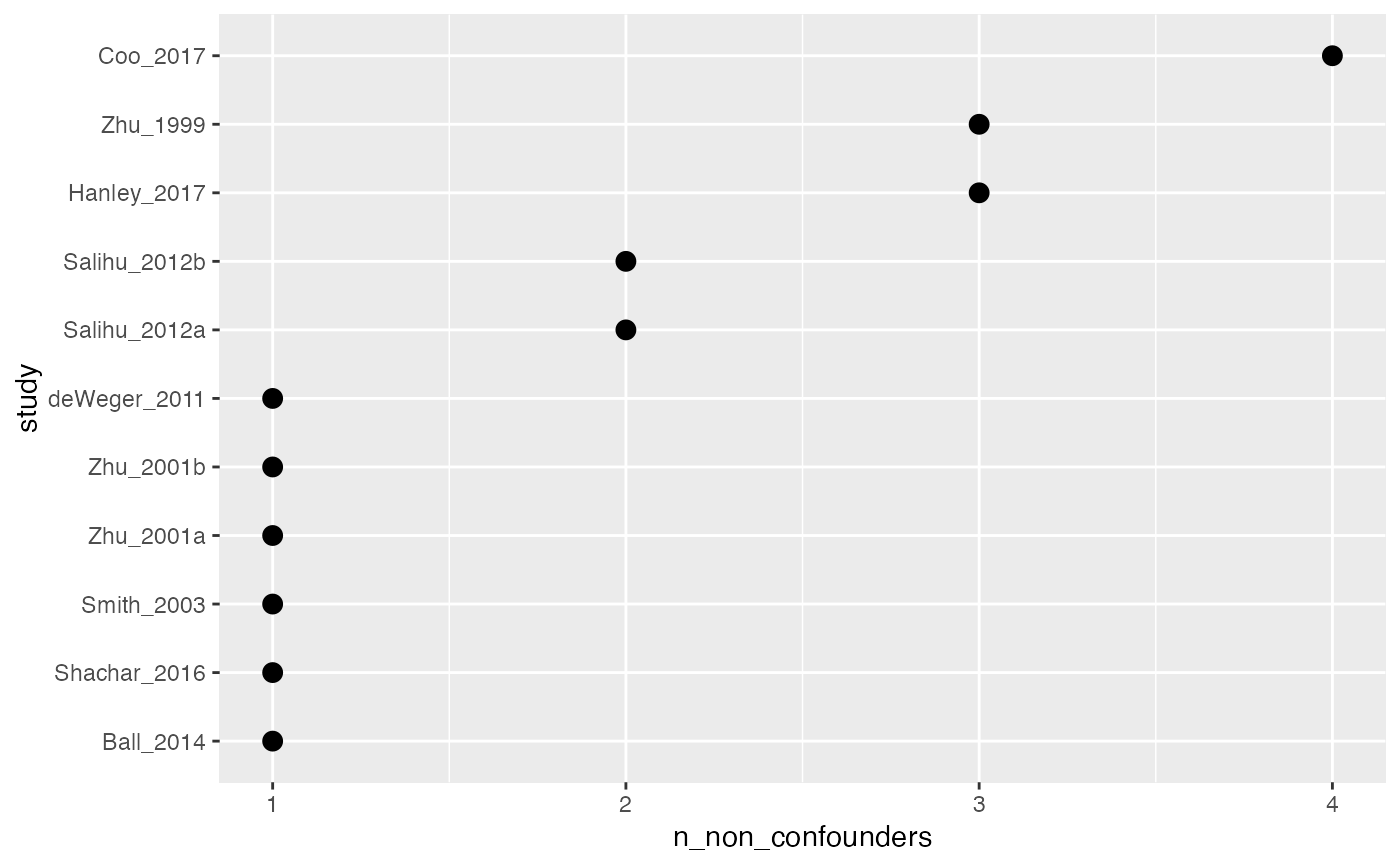 Coo_2017
Zhu_1999
Hanley_2017
Salihu_2012b
Salihu_2012a
deWeger_2011
Zhu_2001b
Zhu_2001a
Smith_2003
Shachar_2016
Ball_2014
study
1 2 3 4
n_non_confounders